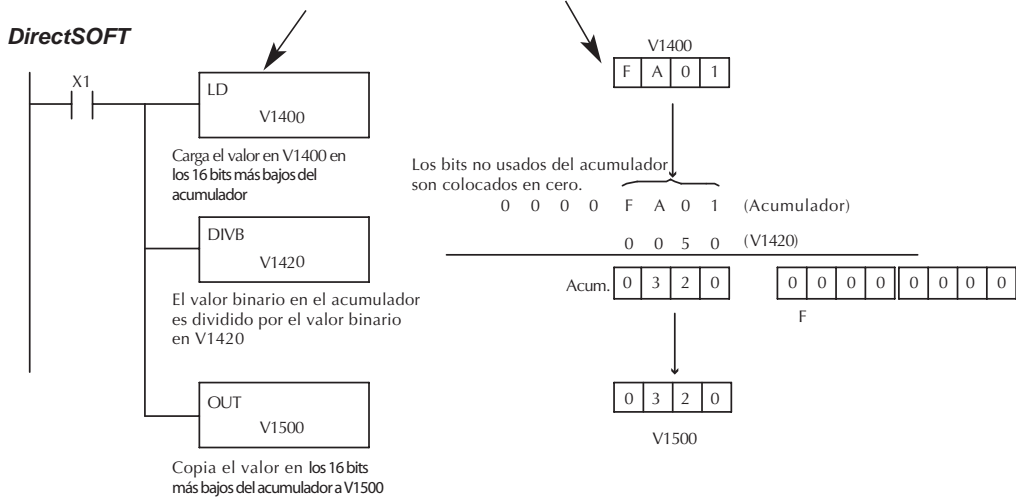 DirectSOFT
X1
LD
V1400
Carga el valor en V1400 en
los 16 bits más bajos del
acumulador
DIVB
V1420
El valor binario en el acumulador
es dividido por el valor binario
en V1420
OUT
V1500
Copia el valor en los 16 bits
más bajos del acumulador a V1500
V1400
F A 0 1
Los bits no usados del acumulador
son colocados en cero.
0 0 0 0 F A 0 1 (Acumulador)
0 0 5 0 (V1420)
Acum. 0 3 2 0 0 0 0 0 0 0 0 0
F
0 3 2 0
V1500